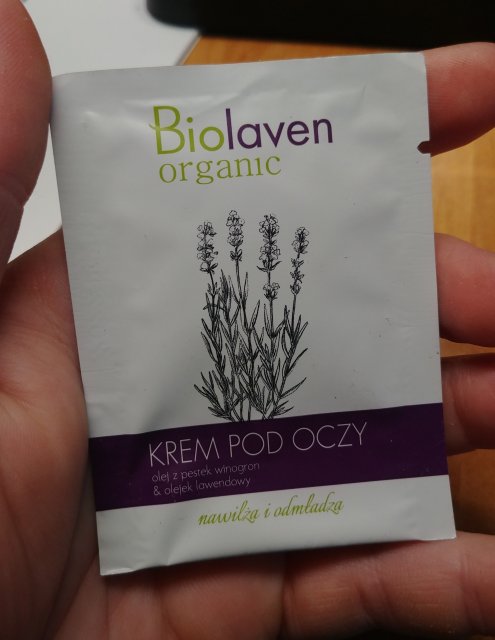 Biolaven
organic
KREM POD OCZY
olej z pestek winogron
& olejek lawendowy
nawilża i odmładza